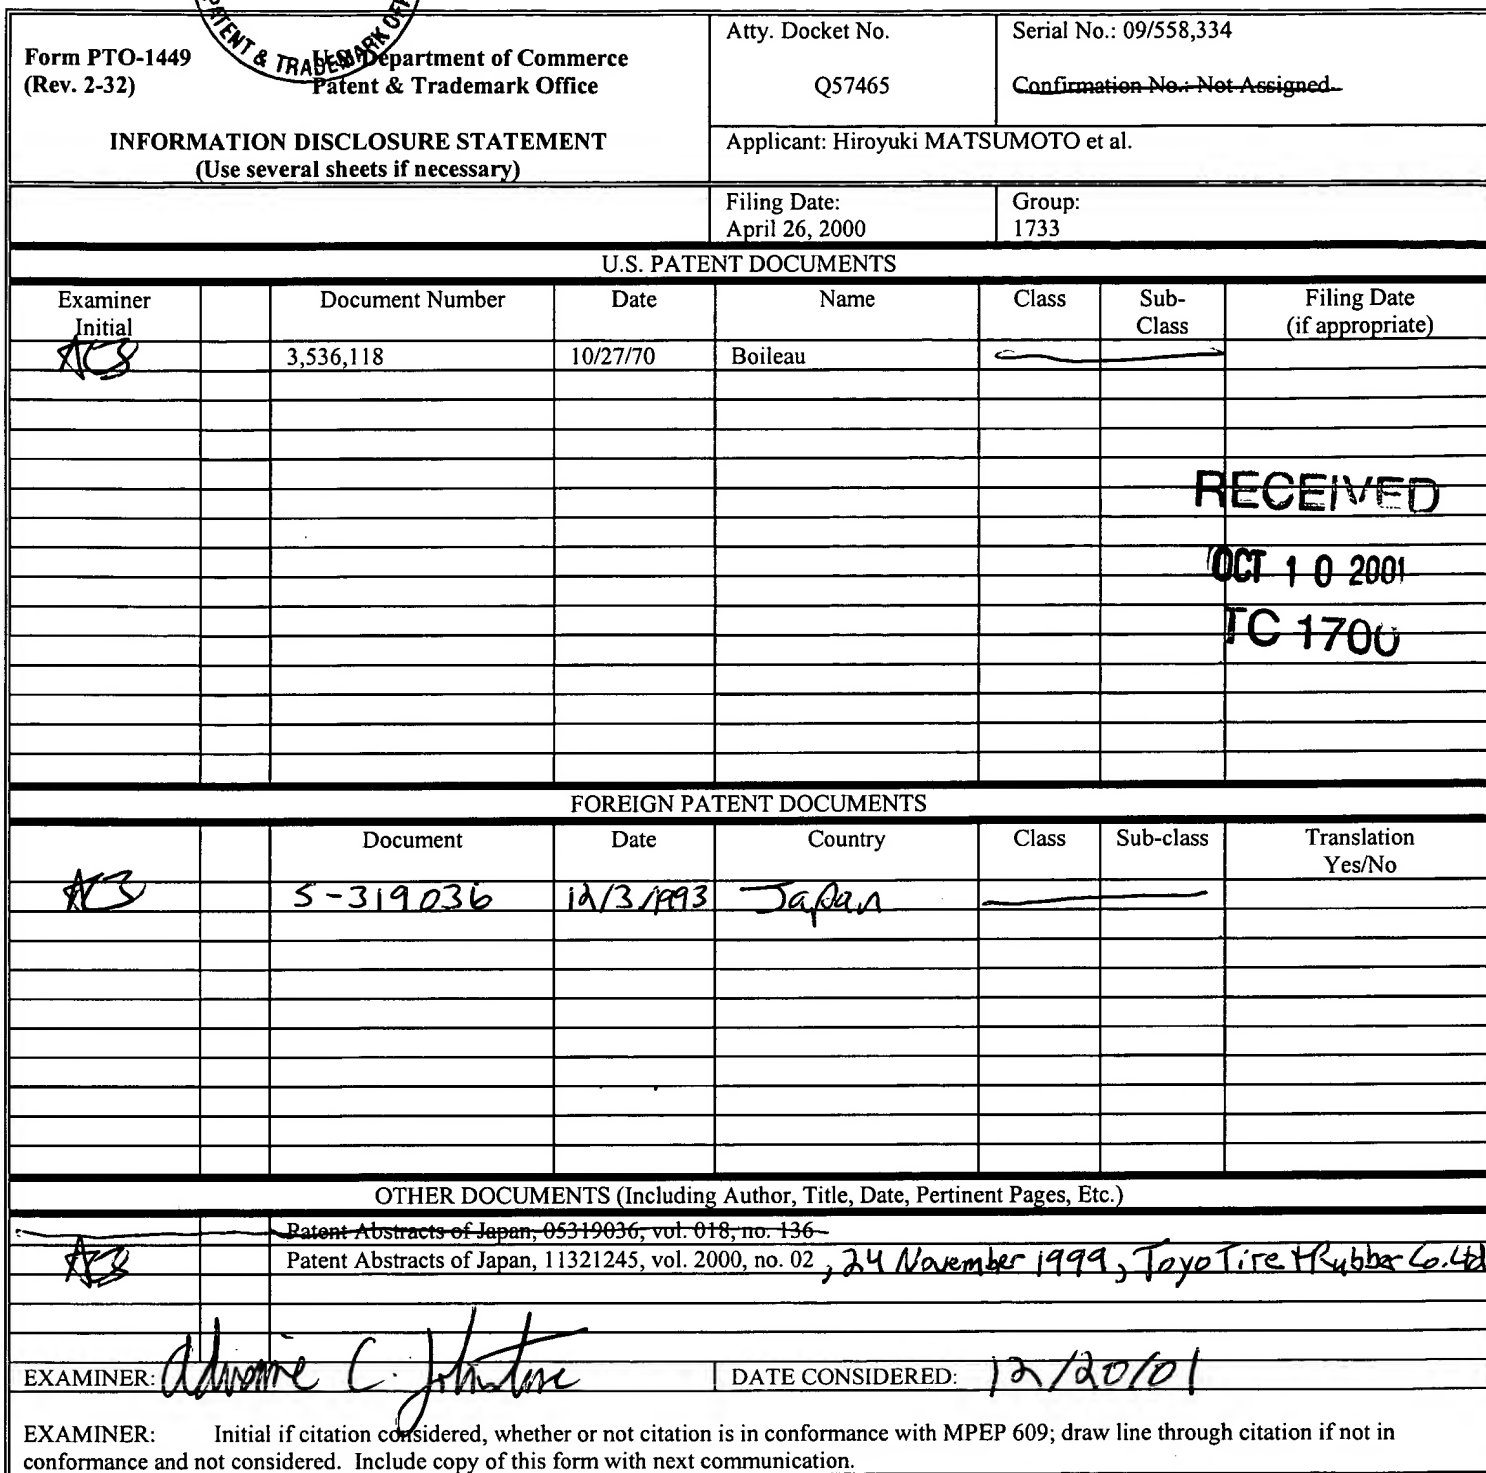 PATENT & TRADEMARK OFF
Form PTO-1449
(Rev. 2-32)
U.S. Department of Commerce
Patent & Trademark Office
INFORMATION DISCLOSURE STATEMENT
(Use several sheets if necessary)
Atty. Docket No.
Q57465
Serial No.: 09/558,334
Confirmation No.: Not Assigned
Applicant: Hiroyuki MATSUMOTO et al.
Filing Date:
April 26, 2000
Group:
1733
U.S. PATENT DOCUMENTS
Examiner Initial Document Number Date Name Class Sub-Class Filing Date (if appropriate)
ACJ 3,536,118 10/27/70 Boileau
RECEIVED
OCT 10 2001
TC 1700
FOREIGN PATENT DOCUMENTS
Document Date Country Class Sub-class Translation Yes/No
ACJ 5-319036 12/3/1993 Japan
OTHER DOCUMENTS (Including Author, Title, Date, Pertinent Pages, Etc.)
Patent Abstracts of Japan, 05319036, vol. 018, no. 136
ACJ Patent Abstracts of Japan, 11321245, vol. 2000, no. 02, 24 November 1999, Toyo Tire & Rubber Co. Ltd
EXAMINER: C. Johnstone DATE CONSIDERED: 12/20/01
EXAMINER: Initial if citation considered, whether or not citation is in conformance with MPEP 609; draw line through citation if not in
conformance and not considered. Include copy of this form with next communication.